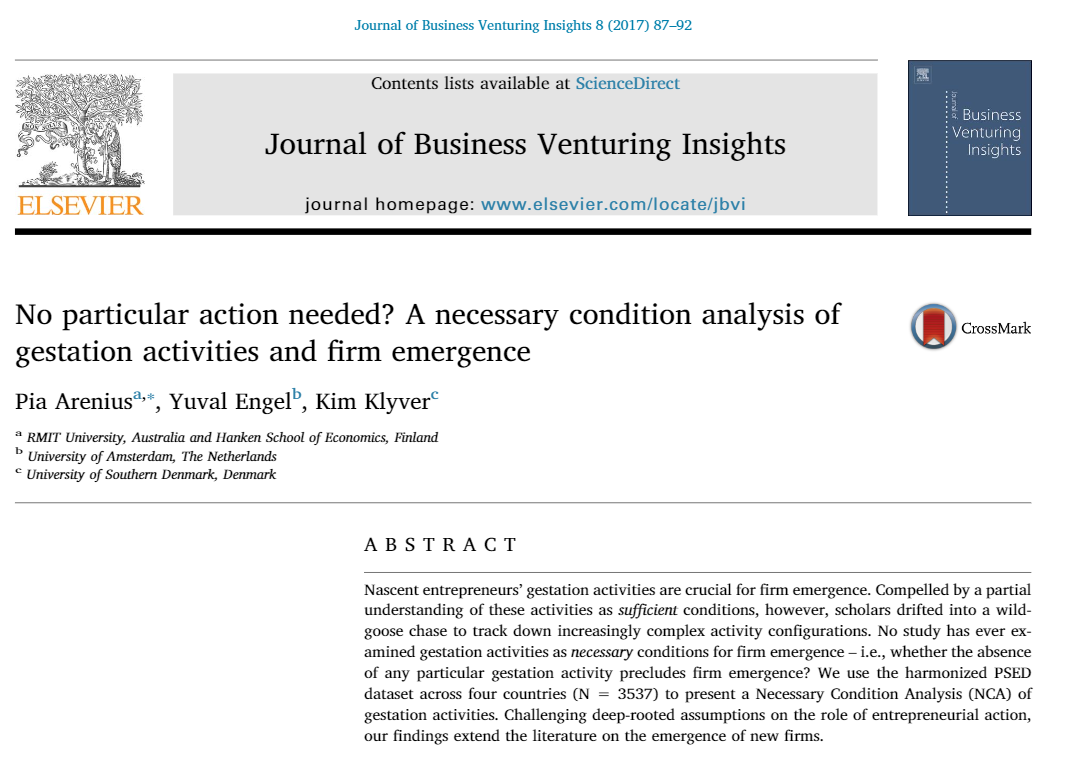 Journal of Business Venturing Insights 8 (2017) 87–92
Contents lists available at ScienceDirect
Journal of Business Venturing Insights
journal homepage: www.elsevier.com/locate/jbvi
ELSEVIER
Journal of
Business
Venturing
Insights
No particular action needed? A necessary condition analysis of
gestation activities and firm emergence
CrossMark
Pia Arenius^a,*, Yuval Engel^b, Kim Klyver^c
^a RMIT University, Australia and Hanken School of Economics, Finland
^b University of Amsterdam, The Netherlands
^c University of Southern Denmark, Denmark
A B S T R A C T
Nascent entrepreneurs’ gestation activities are crucial for firm emergence. Compelled by a partial
understanding of these activities as sufficient conditions, however, scholars drifted into a wild-
goose chase to track down increasingly complex activity configurations. No study has ever ex-
amined gestation activities as necessary conditions for firm emergence – i.e., whether the absence
of any particular gestation activity precludes firm emergence? We use the harmonized PSED
dataset across four countries (N = 3537) to present a Necessary Condition Analysis (NCA) of
gestation activities. Challenging deep-rooted assumptions on the role of entrepreneurial action,
our findings extend the literature on the emergence of new firms.